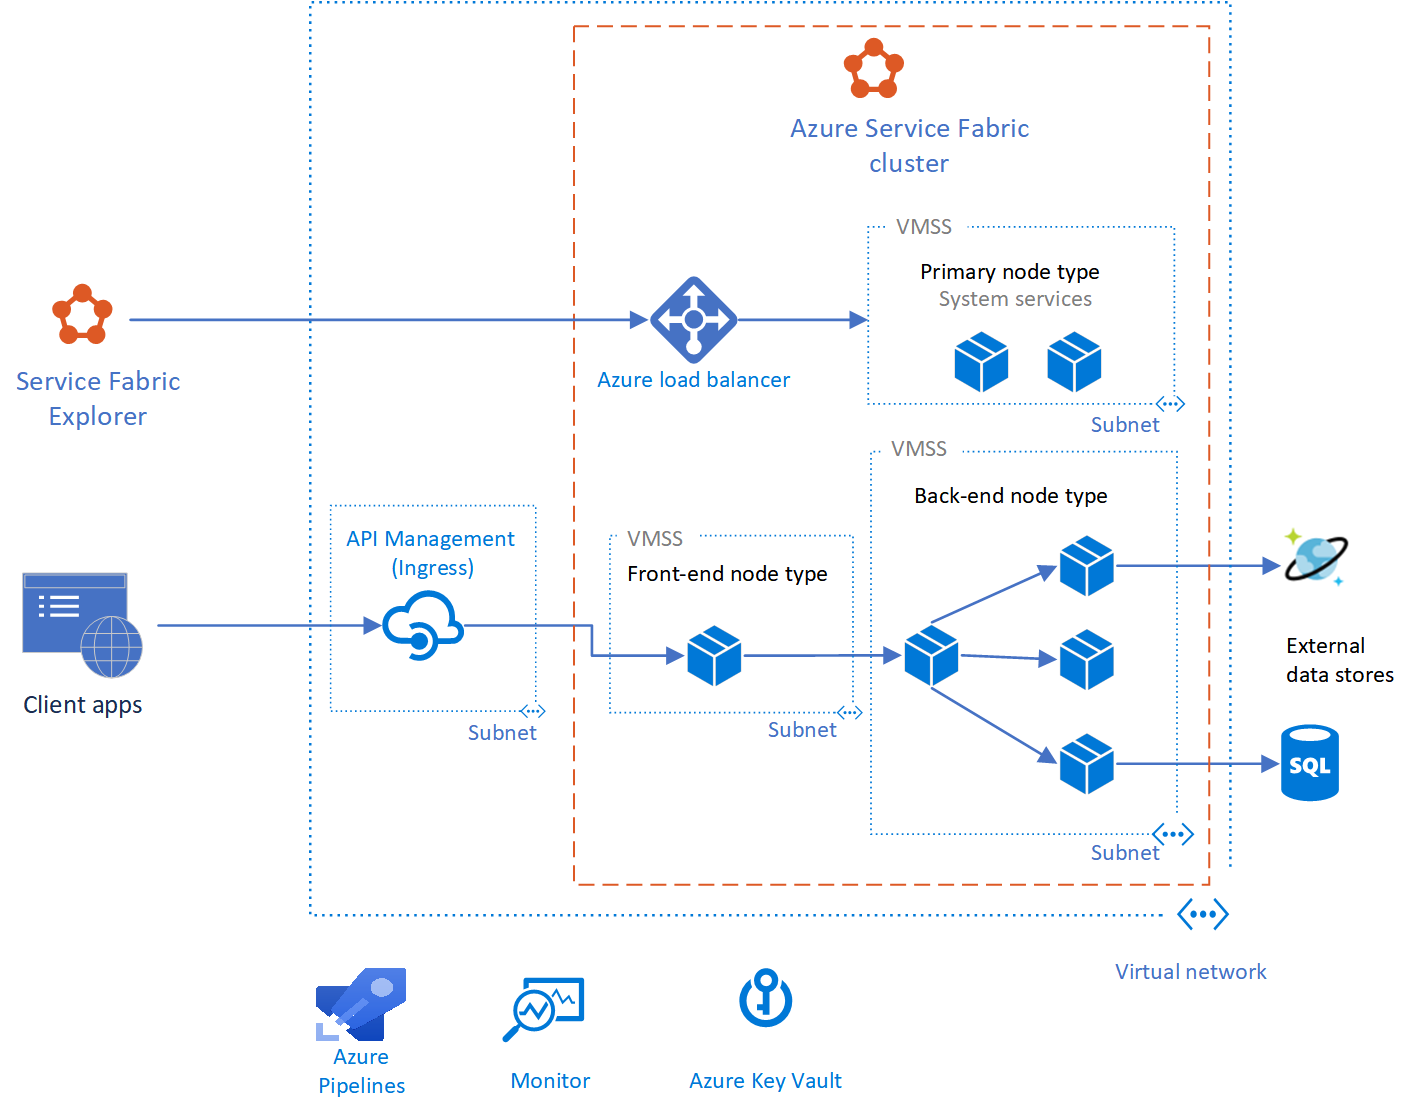 Azure Service Fabric
cluster
VMSS
Primary node type
System services
Service Fabric
Explorer
Azure load balancer
Subnet
VMSS
Back-end node type
API Management
(Ingress)
VMSS
Front-end node type
External
data stores
Client apps
Subnet
Subnet
SQL
Subnet
Virtual network
Azure
Pipelines
Monitor
Azure Key Vault